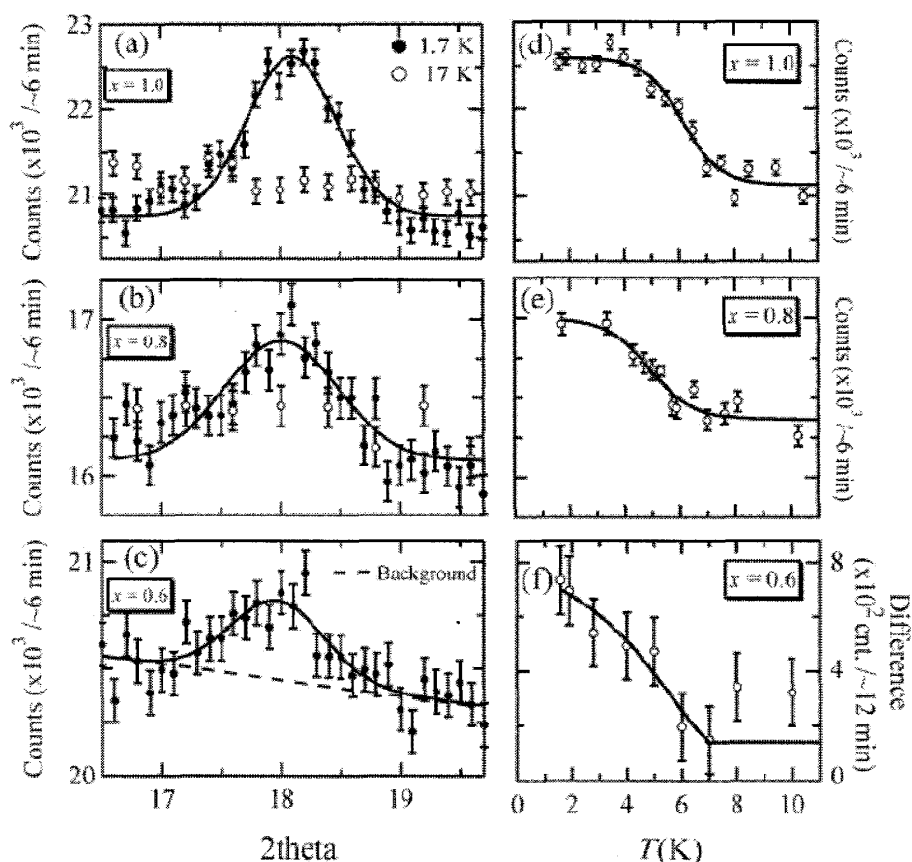 (a)
x = 1.0
1.7 K
17 K
23
22
21
Counts (x10³ /~6 min)
(d)
x = 1.0
Counts (x10³ /~6 min)
(b)
x = 0.8
17
16
Counts (x10³ /~6 min)
(e)
x = 0.8
Counts (x10³ /~6 min)
(c)
x = 0.6
Background
21
20
Counts (x10³ /~6 min)
17 18 19
2theta
(f)
x = 0.6
8
4
0
Difference
(x10⁻² cnt. /~12 min)
0 2 4 6 8 10
T(K)